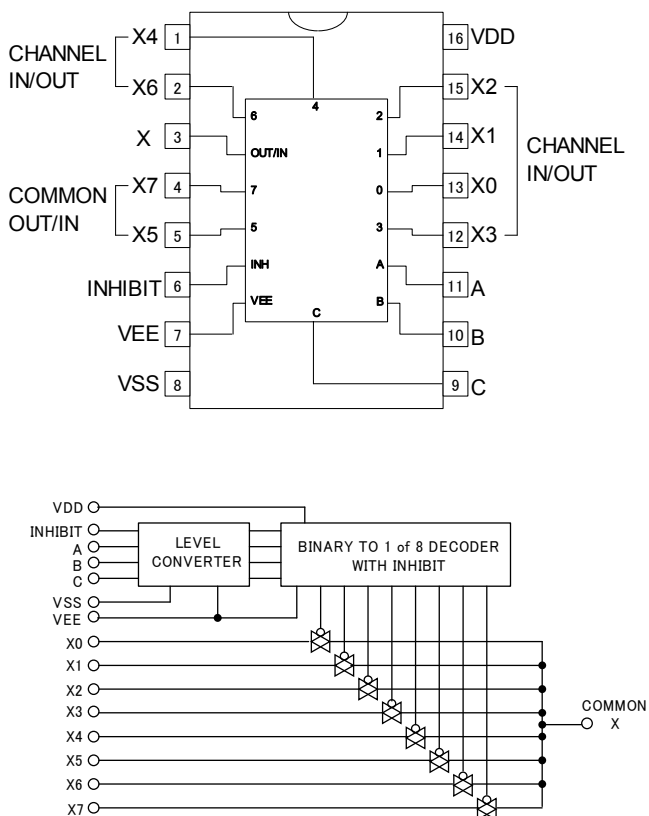 CHANNEL
IN/OUT
X4 1
X6 2
X 3
COMMON
OUT/IN
X7 4
X5 5
INHIBIT 6
VEE 7
VSS 8
4
6
OUT/IN
7
5
INH
VEE
C
2
1
0
3
A
B
16 VDD
15 X2
14 X1
13 X0
12 X3
CHANNEL
IN/OUT
11 A
10 B
9 C
VDD
INHIBIT
A
B
C
VSS
VEE
LEVEL
CONVERTER
BINARY TO 1 of 8 DECODER
WITH INHIBIT
X0
X1
X2
X3
X4
X5
X6
X7
COMMON
X